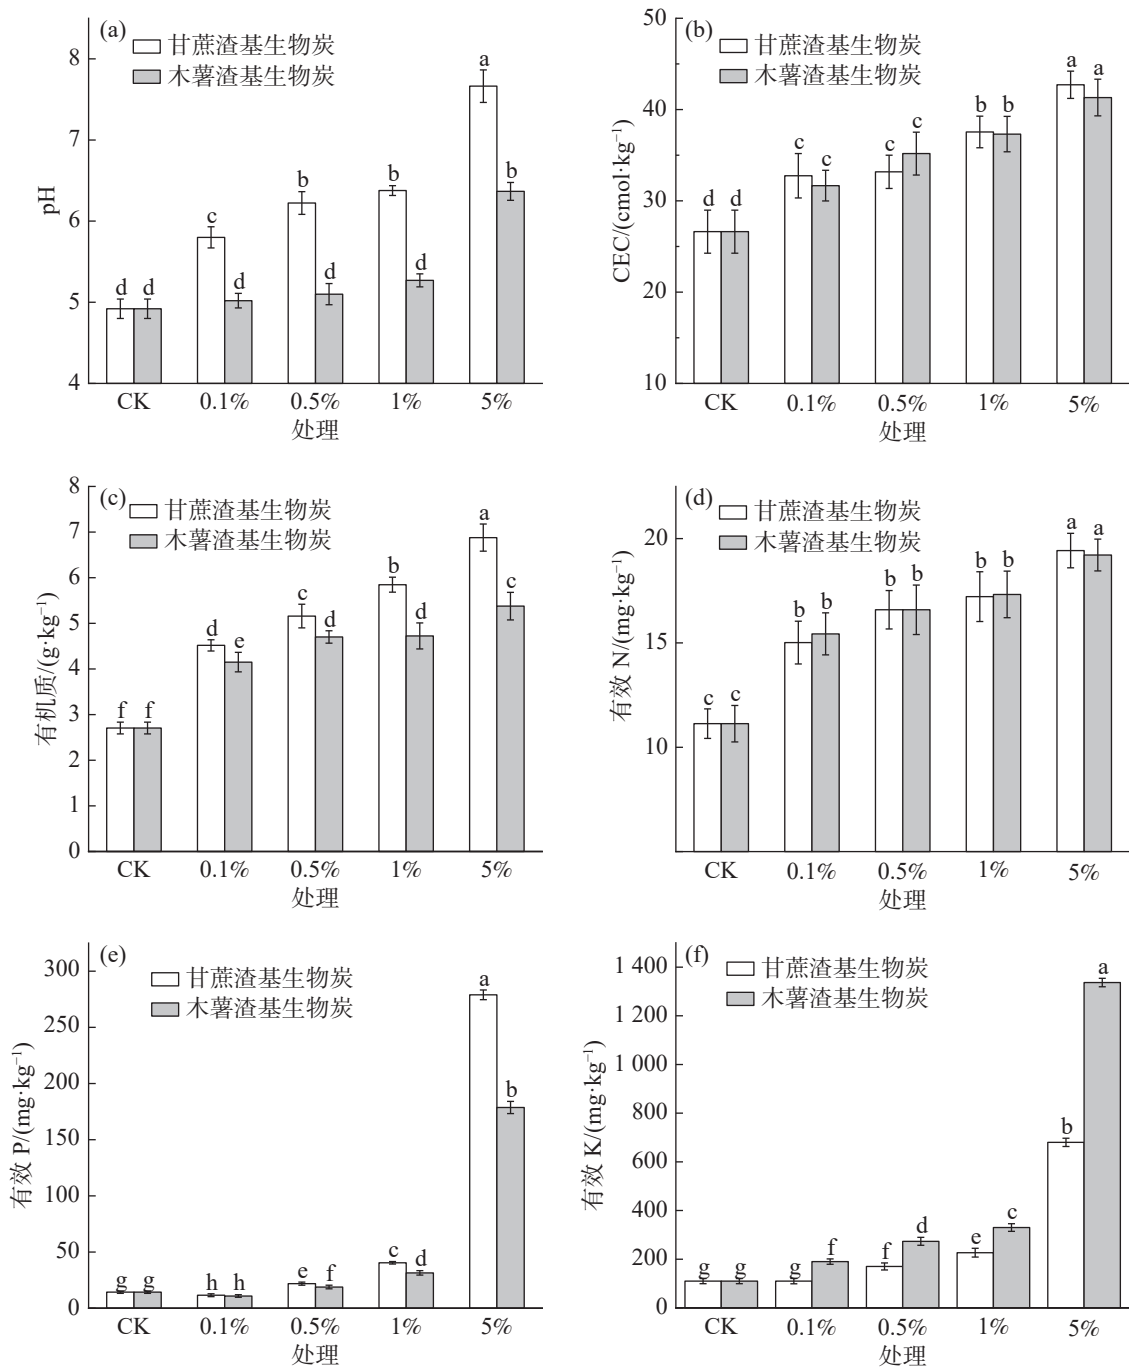 (a)
甘蔗渣基生物炭
木薯渣基生物炭
pH
8
7
6
5
4
d d
c
d
b
d
b
d
a
b
CK 0.1% 0.5% 1% 5%
处理
(b)
甘蔗渣基生物炭
木薯渣基生物炭
CEC/(cmol·kg⁻¹)
50
40
30
20
10
d d
c
c
c
c
b b
a
a
CK 0.1% 0.5% 1% 5%
处理
(c)
甘蔗渣基生物炭
木薯渣基生物炭
有机质/(g·kg⁻¹)
8
7
6
5
4
3
2
1
0
f f
d
e
c
d
b
d
a
c
CK 0.1% 0.5% 1% 5%
处理
(d)
甘蔗渣基生物炭
木薯渣基生物炭
有效 N/(mg·kg⁻¹)
20
15
10
c c
b b
b b
b b
a a
CK 0.1% 0.5% 1% 5%
处理
(e)
甘蔗渣基生物炭
木薯渣基生物炭
有效 P/(mg·kg⁻¹)
300
250
200
150
100
50
0
g g
h h
e
f
c
d
a
b
CK 0.1% 0.5% 1% 5%
处理
(f)
甘蔗渣基生物炭
木薯渣基生物炭
有效 K/(mg·kg⁻¹)
1 400
1 200
1 000
800
600
400
200
0
g g
g
f
f
d
e
c
b
a
CK 0.1% 0.5% 1% 5%
处理